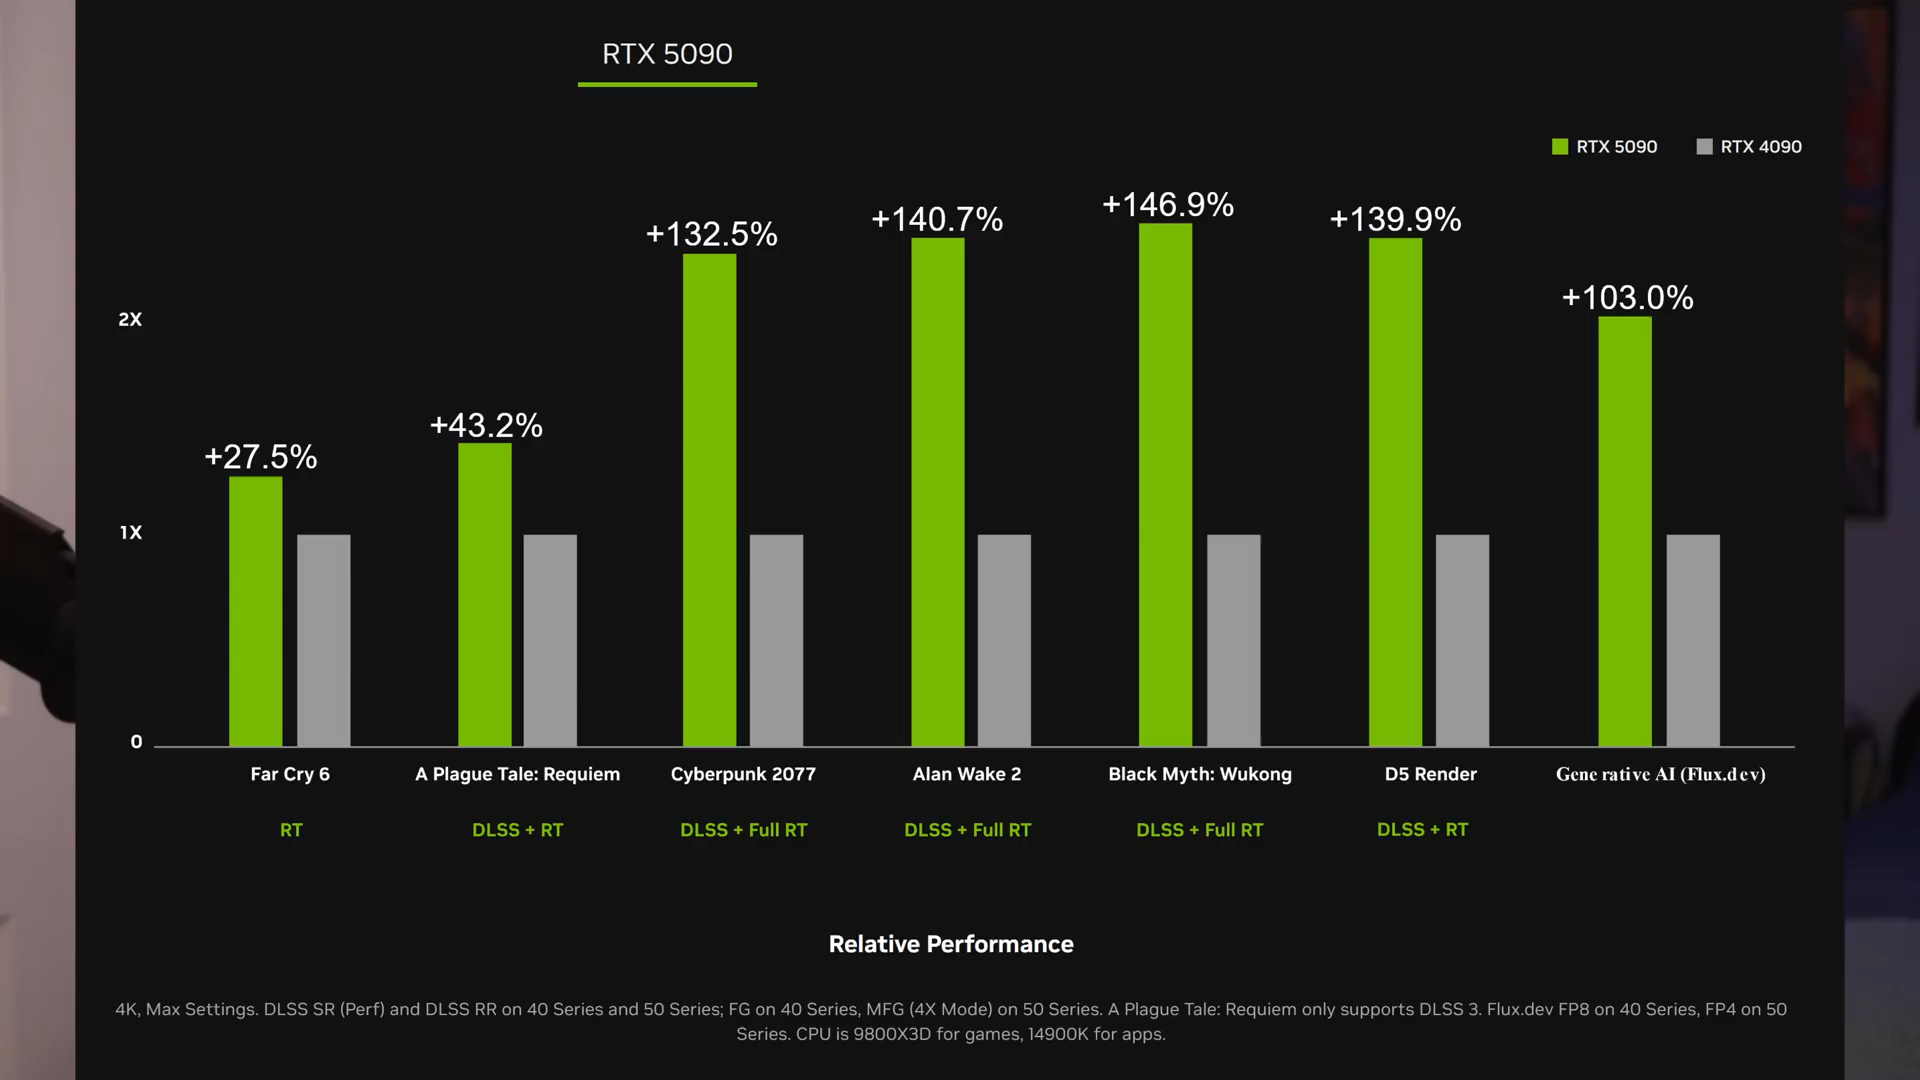 RTX 5090
RTX 5090
RTX 4090
+27.5%
+43.2%
+132.5%
+140.7%
+146.9%
+139.9%
+103.0%
2X
1X
0
Far Cry 6
A Plague Tale: Requiem
Cyberpunk 2077
Alan Wake 2
Black Myth: Wukong
D5 Render
Gene rative AI (Flux.dev)
RT
DLSS + RT
DLSS + Full RT
DLSS + Full RT
DLSS + Full RT
DLSS + RT
Relative Performance
4K, Max Settings. DLSS SR (Perf) and DLSS RR on 40 Series and 50 Series; FG on 40 Series, MFG (4X Mode) on 50 Series. A Plague Tale: Requiem only supports DLSS 3. Flux.dev FP8 on 40 Series, FP4 on 50
Series. CPU is 9800X3D for games, 14900K for apps.